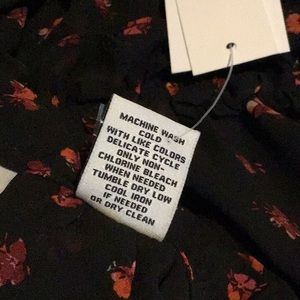 MACHINE WASH
COLD
WITH LIKE COLORS
DELICATE CYCLE
ONLY NON-
CHLORINE BLEACH
WHEN NEEDED
TUMBLE DRY LOW
COOL IRON
IF NEEDED
OR DRY CLEAN